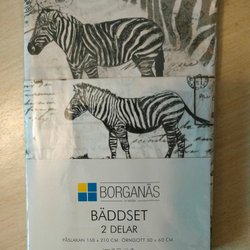 BORGANÄS
BÄDDSET
2 DELAR
PÅSLAKAN 150 x 210 CM ÖRNGOTT 50 x 60 CM